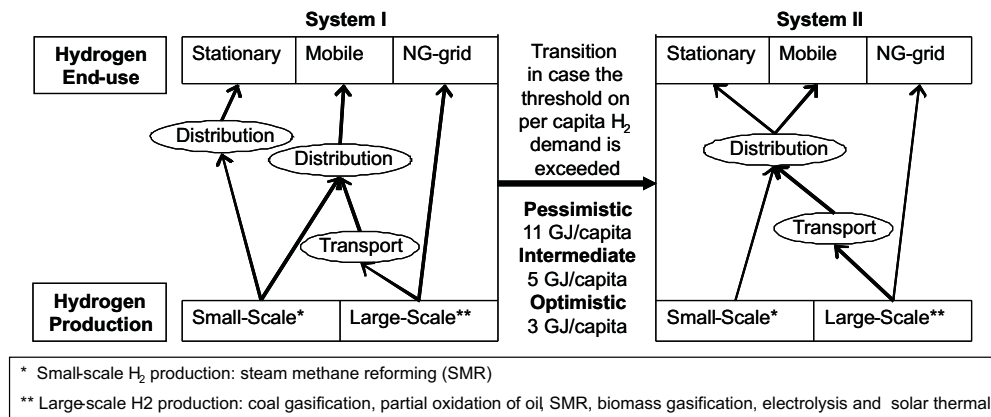 System I
System II
Hydrogen
End-use
Stationary
Mobile
NG-grid
Distribution
Distribution
Transport
Hydrogen
Production
Small-Scale*
Large-Scale**
Transition
in case the
threshold on
per capita H2
demand is
exceeded
Pessimistic
11 GJ/capita
Intermediate
5 GJ/capita
Optimistic
3 GJ/capita
Stationary
Mobile
NG-grid
Distribution
Transport
Small-Scale*
Large-Scale**
* Small-scale H2 production: steam methane reforming (SMR)
** Large-scale H2 production: coal gasification, partial oxidation of oil, SMR, biomass gasification, electrolysis and solar thermal